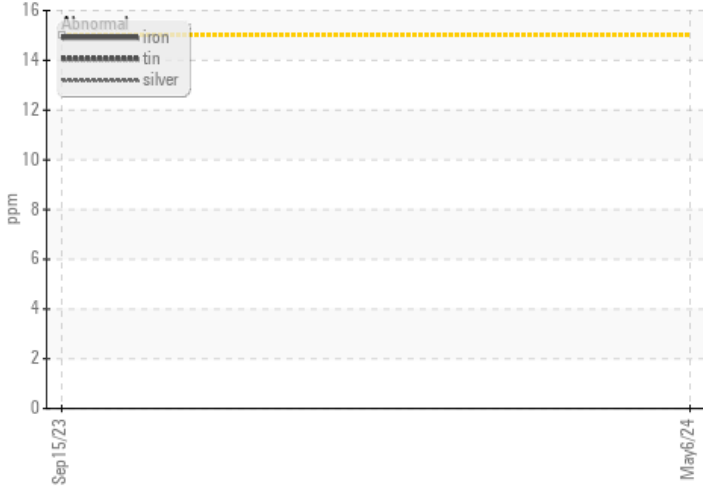 16
Abnormal
iron
14
tin
silver
12
10
8
ppm
6
4
2
0
Sep15/23
May6/24